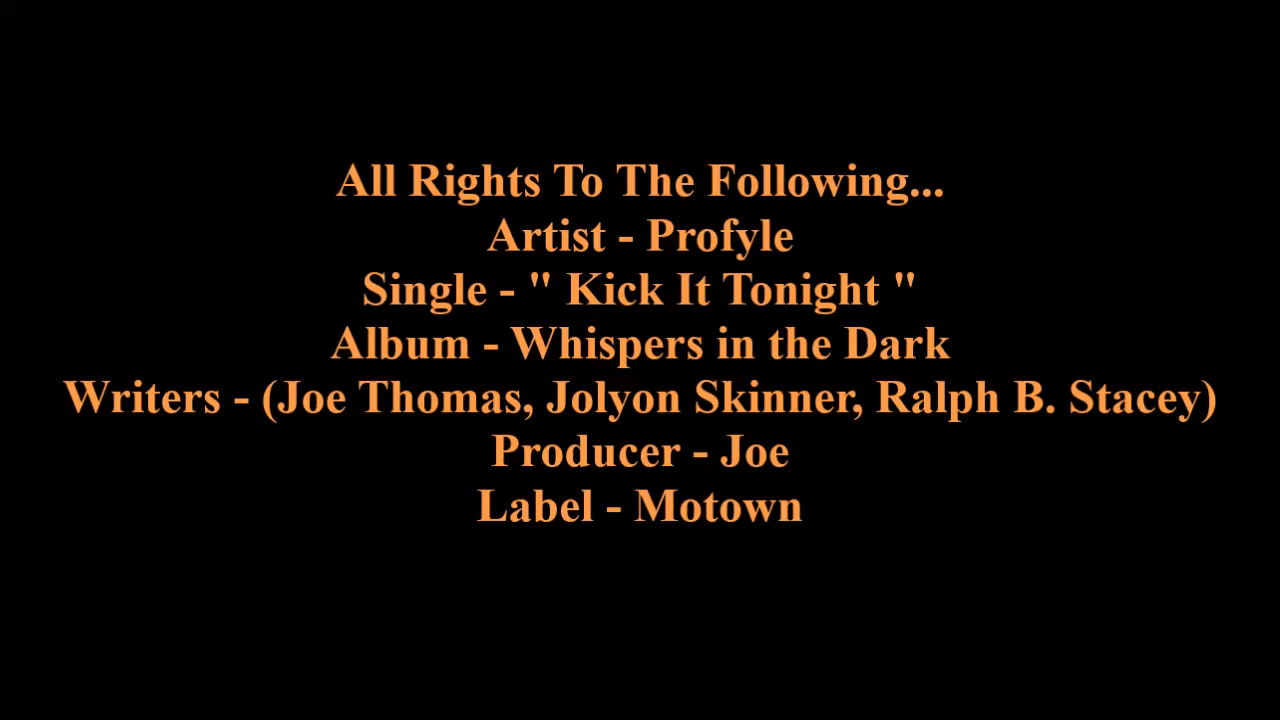 All Rights To The Following...
Artist - Profyle
Single - " Kick It Tonight "
Album - Whispers in the Dark
Writers - (Joe Thomas, Jolyon Skinner, Ralph B. Stacey)
Producer - Joe
Label - Motown